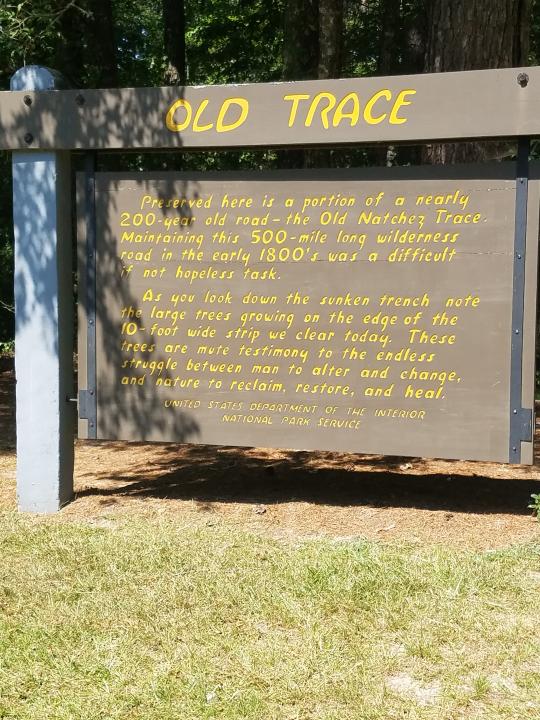 OLD TRACE
Preserved here is a portion of a nearly
200-year old road - the Old Natchez Trace.
Maintaining this 500-mile long wilderness
road in the early 1800's was a difficult
if not hopeless task.
As you look down the sunken trench note
the large trees growing on the edge of the
10-foot wide strip we clear today. These
trees are mute testimony to the endless
struggle between man to alter and change,
and nature to reclaim, restore, and heal.
UNITED STATES DEPARTMENT OF THE INTERIOR
NATIONAL PARK SERVICE